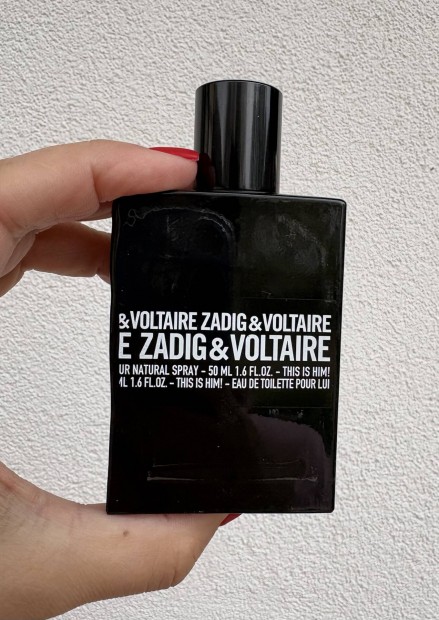 &VOLTAIRE ZADIG&VOLTAIRE
E ZADIG&VOLTAIRE
UR NATURAL SPRAY – 50 ML 1.6 FL.OZ. – THIS IS HIM!
ML 1.6 FL.OZ. – THIS IS HIM! – EAU DE TOILETTE POUR LUI